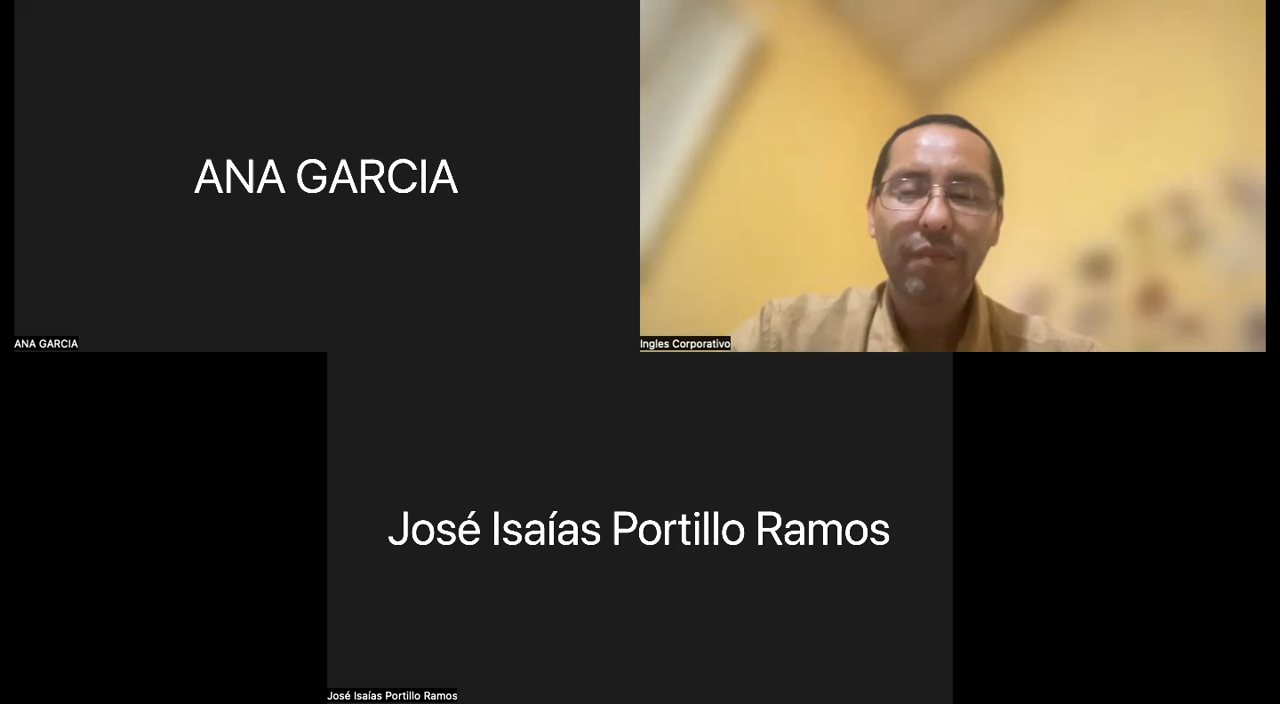 ANA GARCIA
ANA GARCIA
Ingles Corporativo
José Isaías Portillo Ramos
José Isaías Portillo Ramos